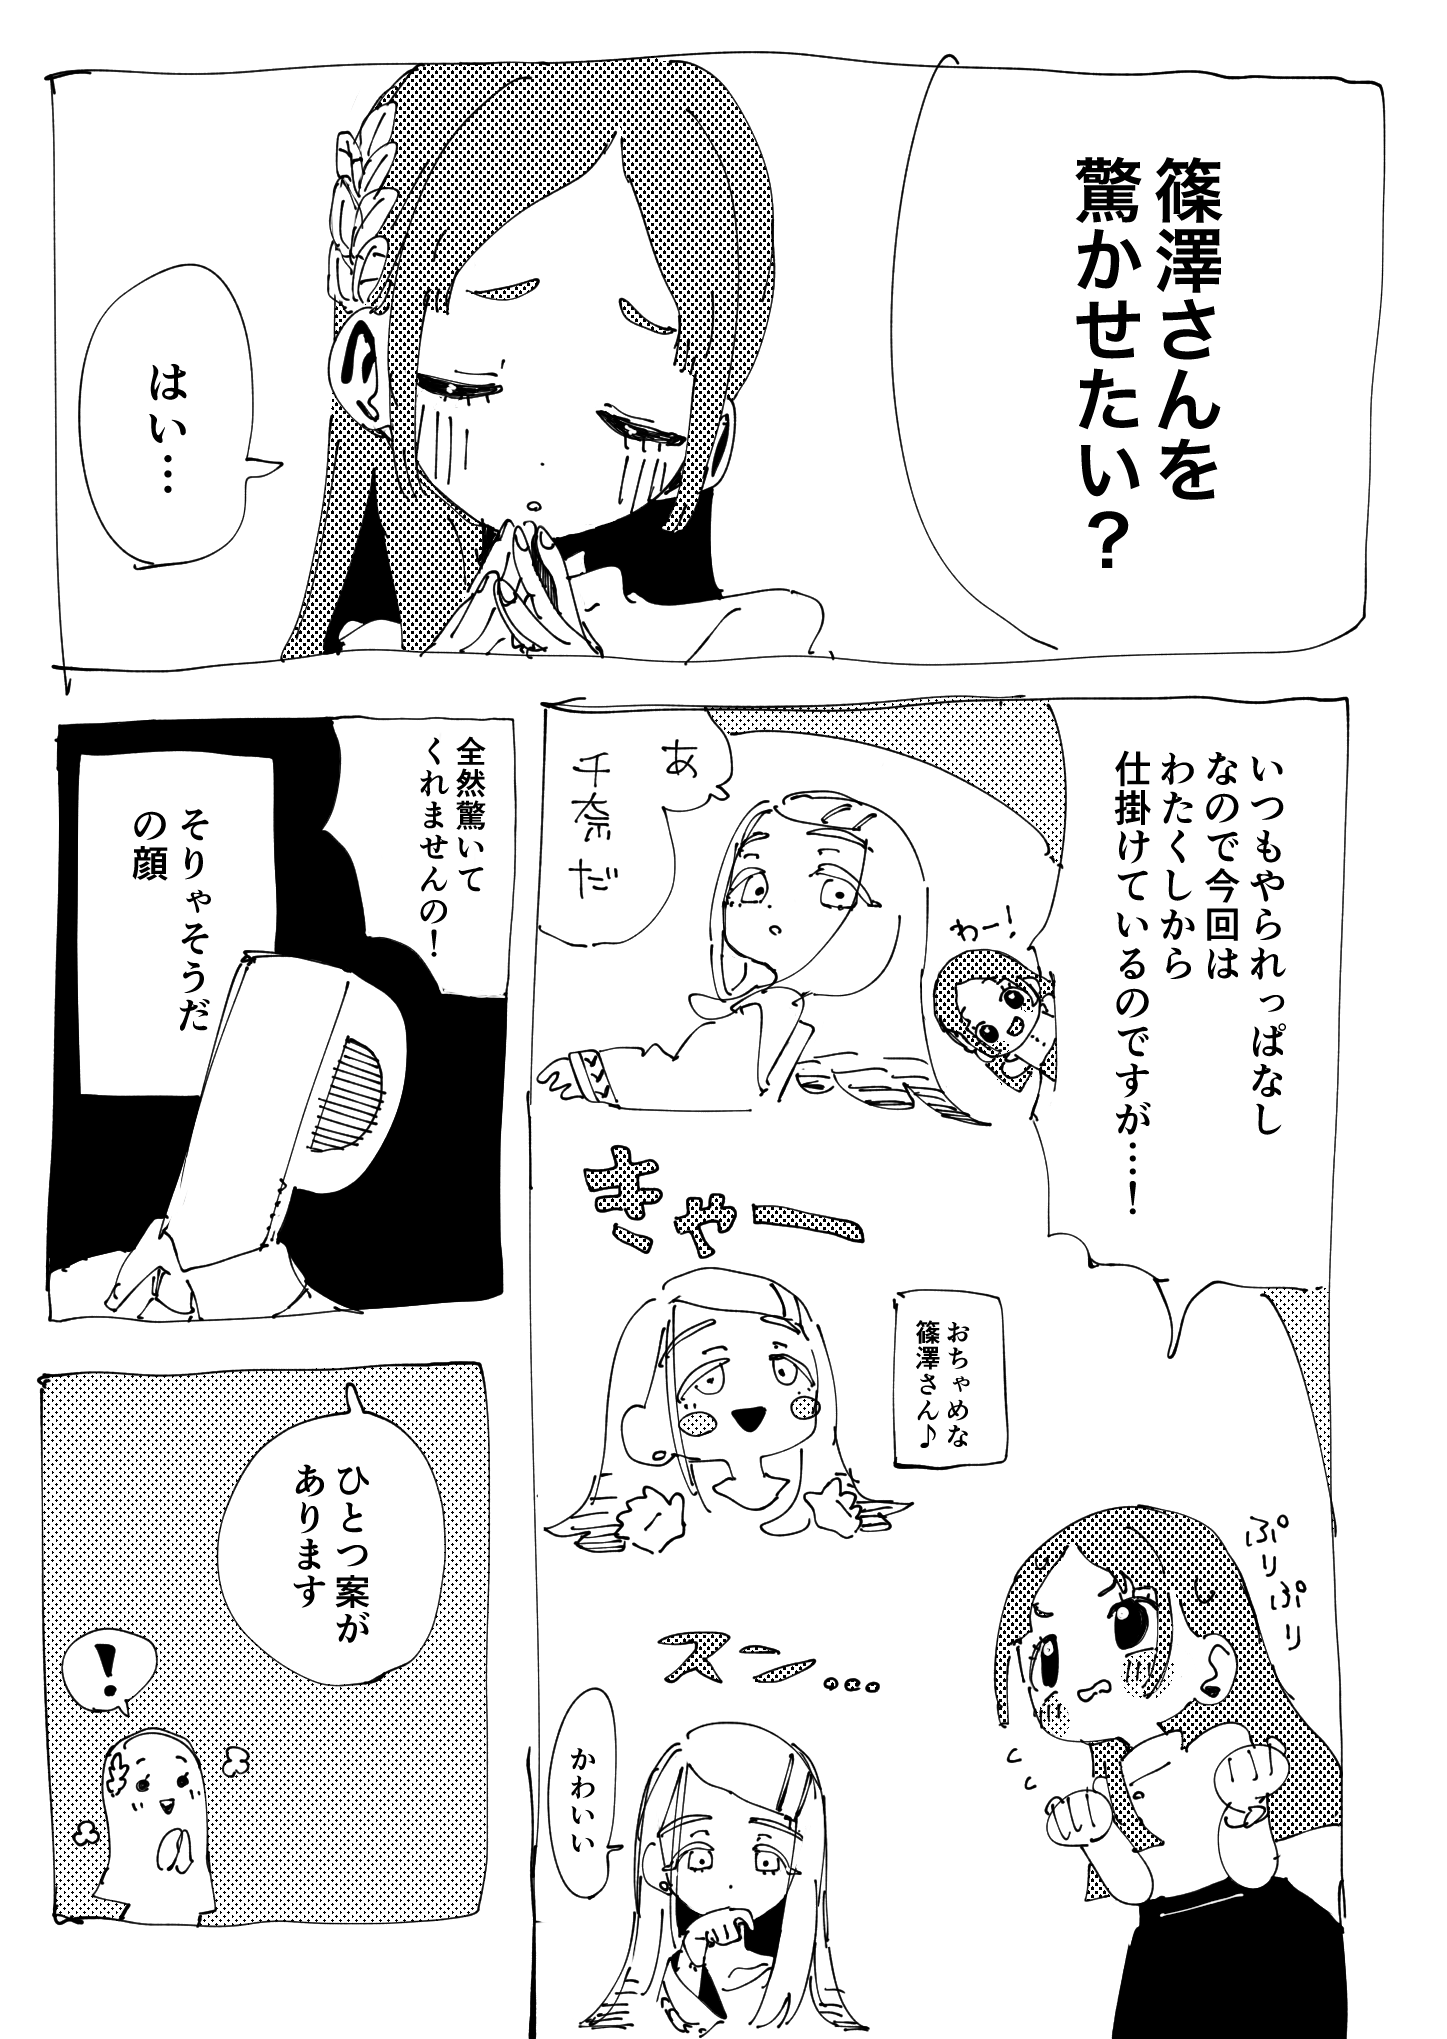 篠澤さんを
驚かせたい？
はい…
いつもやられっぱなし
なので今回は
わたくしから
仕掛けているのですが…！
わー！
あ
千奈だ
きゃー
おちゃめな
篠澤さん♪
ぷりぷり
スン…
かわいい
全然驚いて
くれませんの！
そりゃそうだ
の顔
ひとつ案が
あります
！